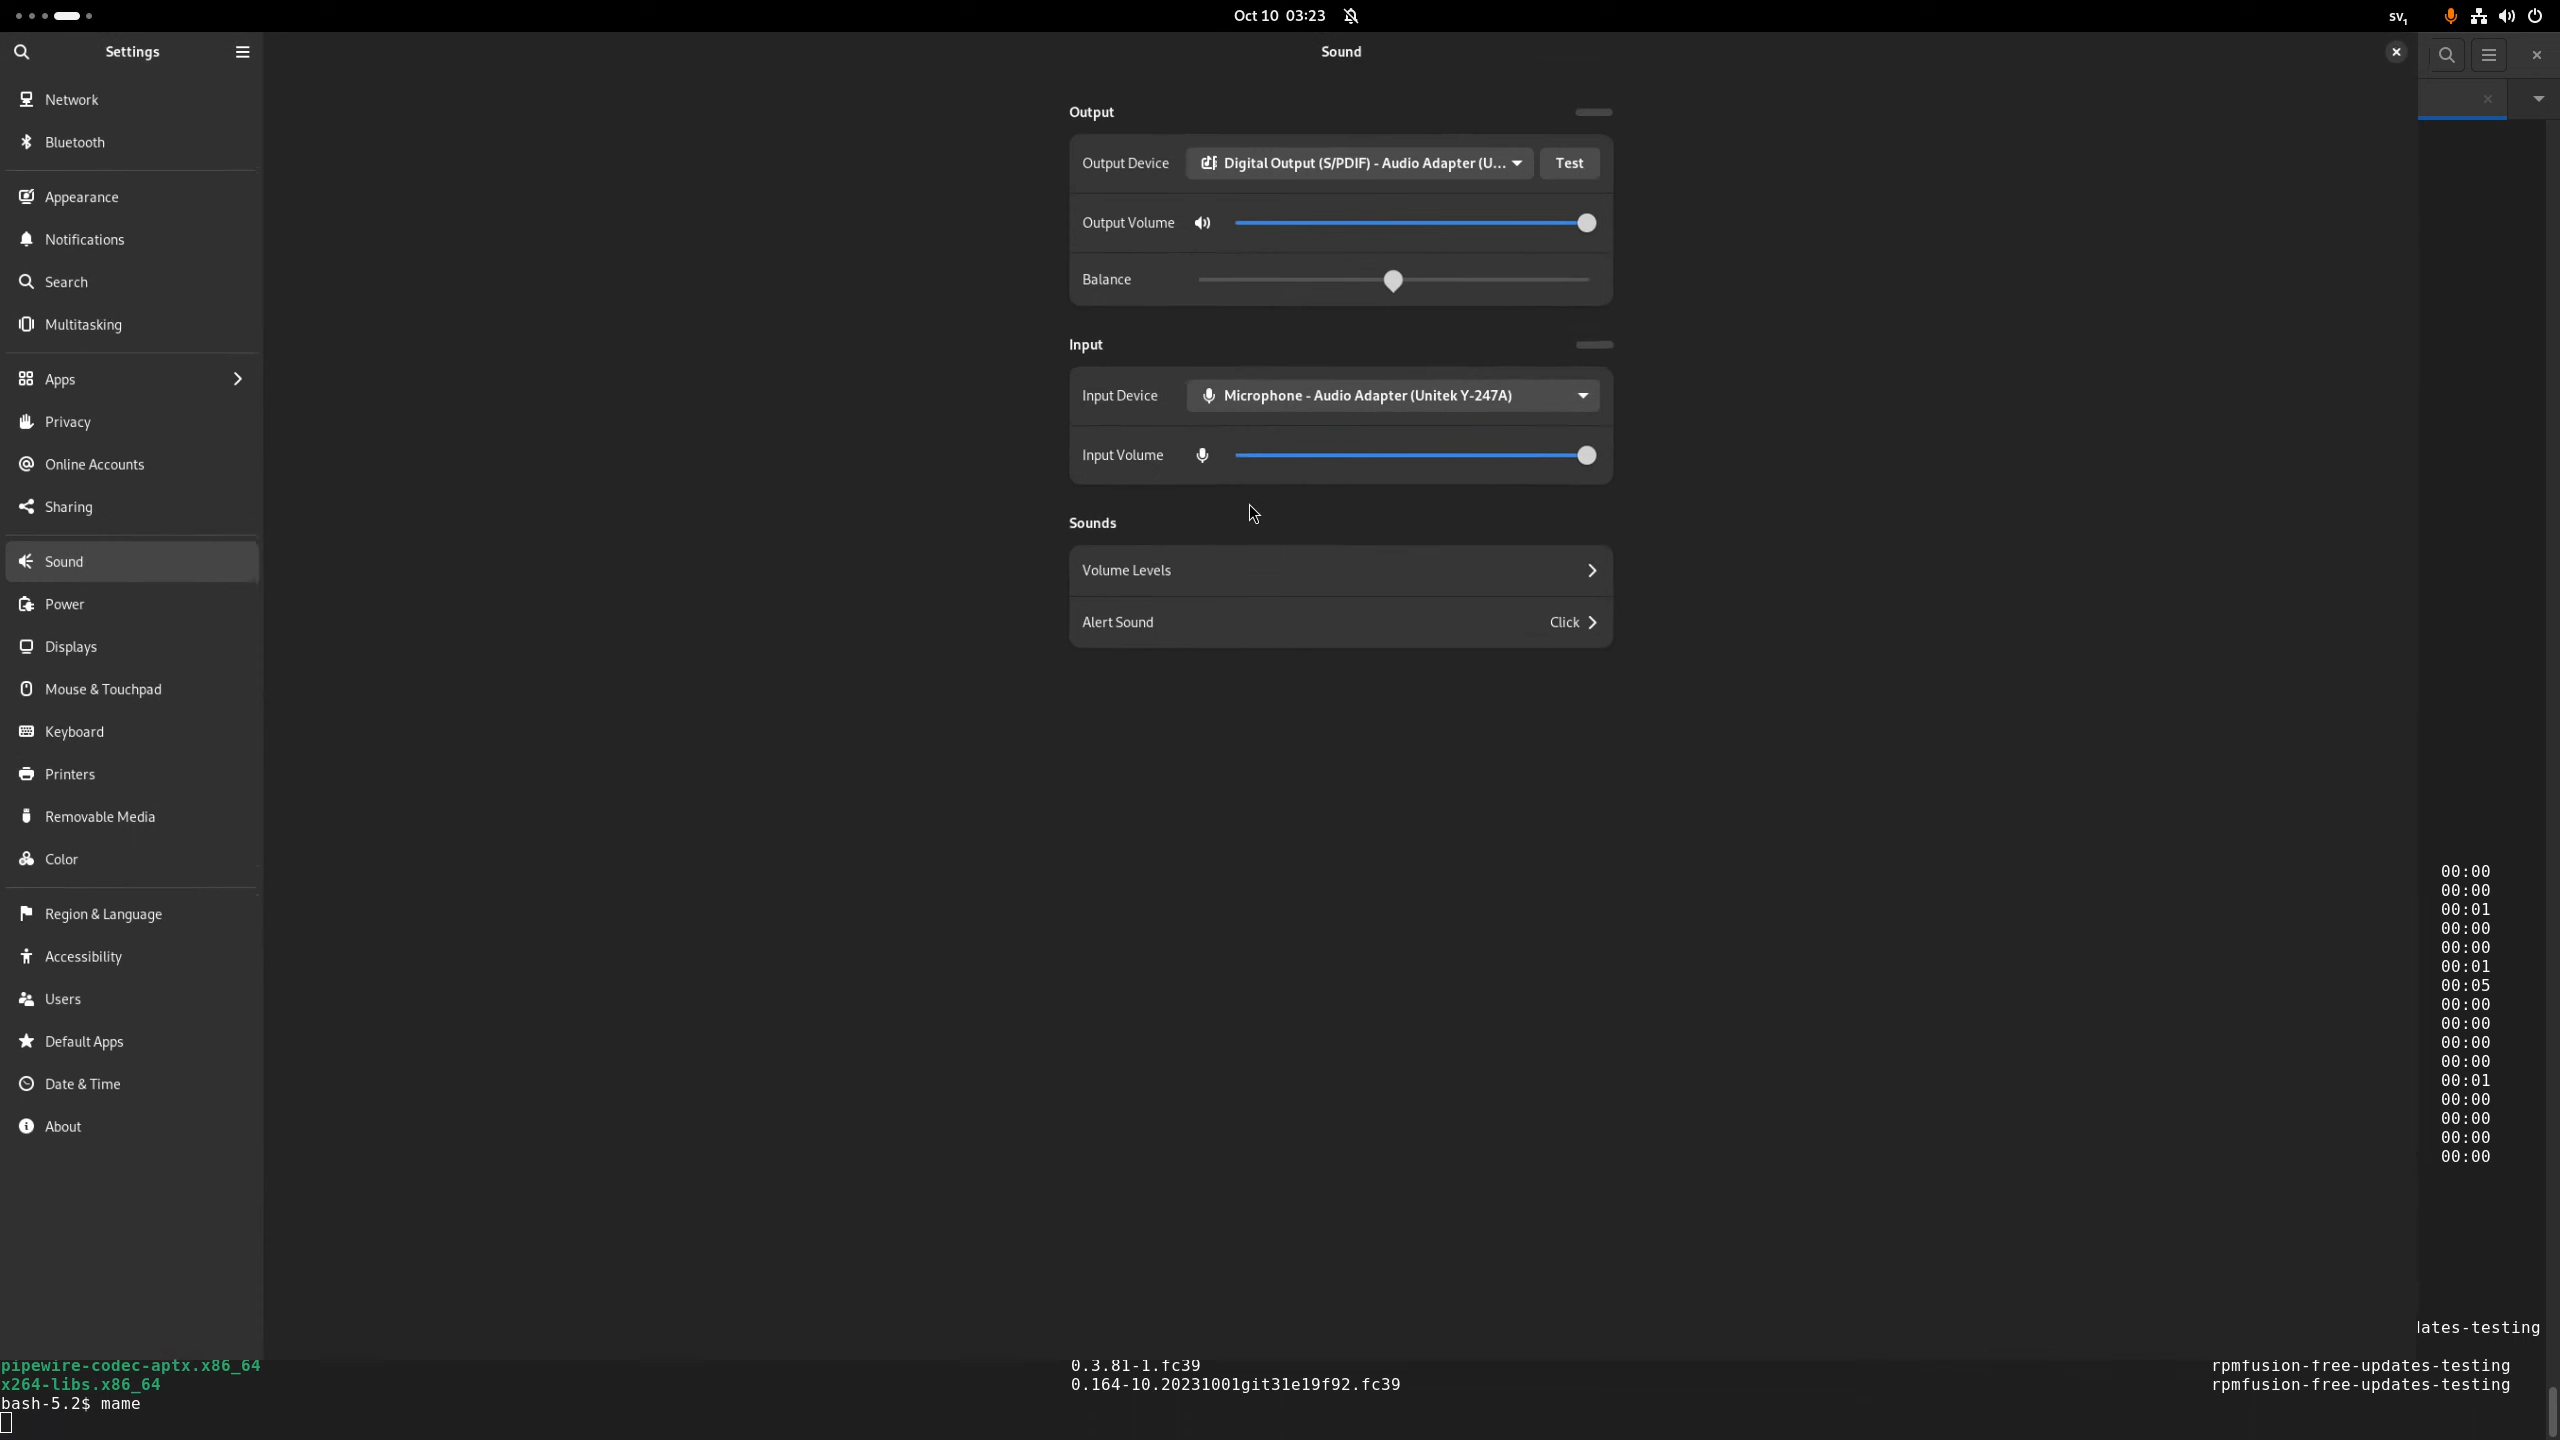 Oct 10 03:23
sv₁
Settings
Sound
Network
Bluetooth
Appearance
Notifications
Search
Multitasking
Apps
Privacy
Online Accounts
Sharing
Sound
Power
Displays
Mouse & Touchpad
Keyboard
Printers
Removable Media
Color
Region & Language
Accessibility
Users
Default Apps
Date & Time
About
Output
Output Device
Digital Output (S/PDIF) - Audio Adapter (U...
Test
Output Volume
Balance
Input
Input Device
Microphone - Audio Adapter (Unitek Y-247A)
Input Volume
Sounds
Volume Levels
Alert Sound
Click
00:00
00:00
00:01
00:00
00:00
00:01
00:05
00:00
00:00
00:00
00:00
00:01
00:00
00:00
00:00
00:00
dates-testing
pipewire-codec-aptx.x86_64 0.3.81-1.fc39 rpmfusion-free-updates-testing
x264-libs.x86_64 0.164-10.20231001git31e19f92.fc39 rpmfusion-free-updates-testing
bash-5.2$ mame